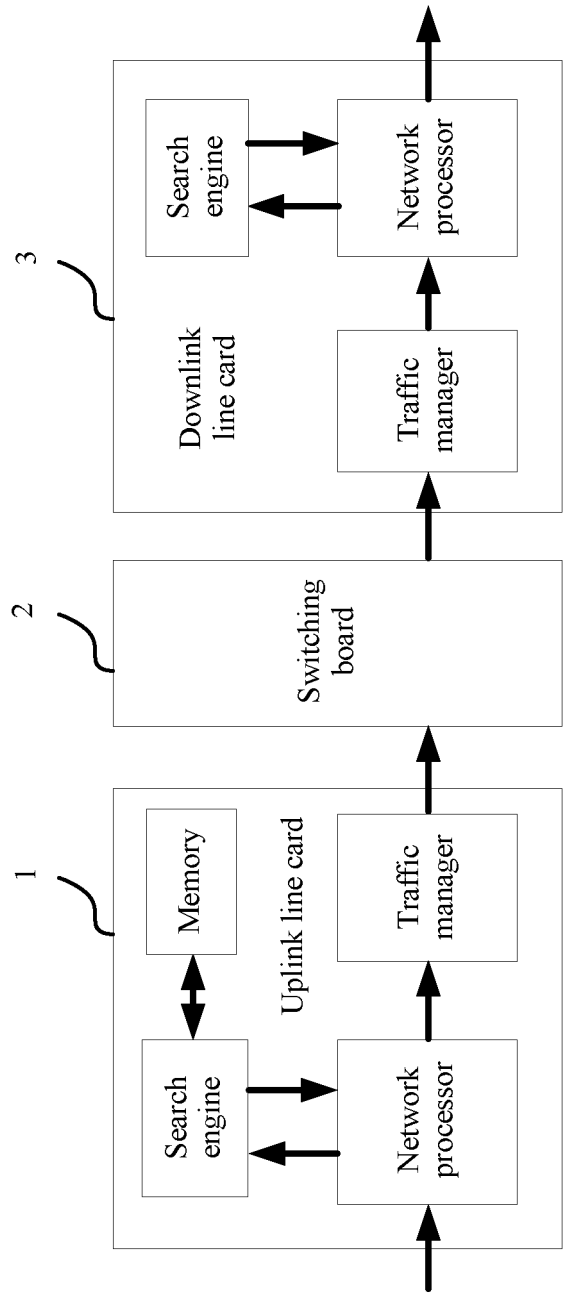 1
2
3
Search
engine
Memory
Uplink line card
Network
processor
Traffic
manager
Switching
board
Downlink
line card
Search
engine
Traffic
manager
Network
processor